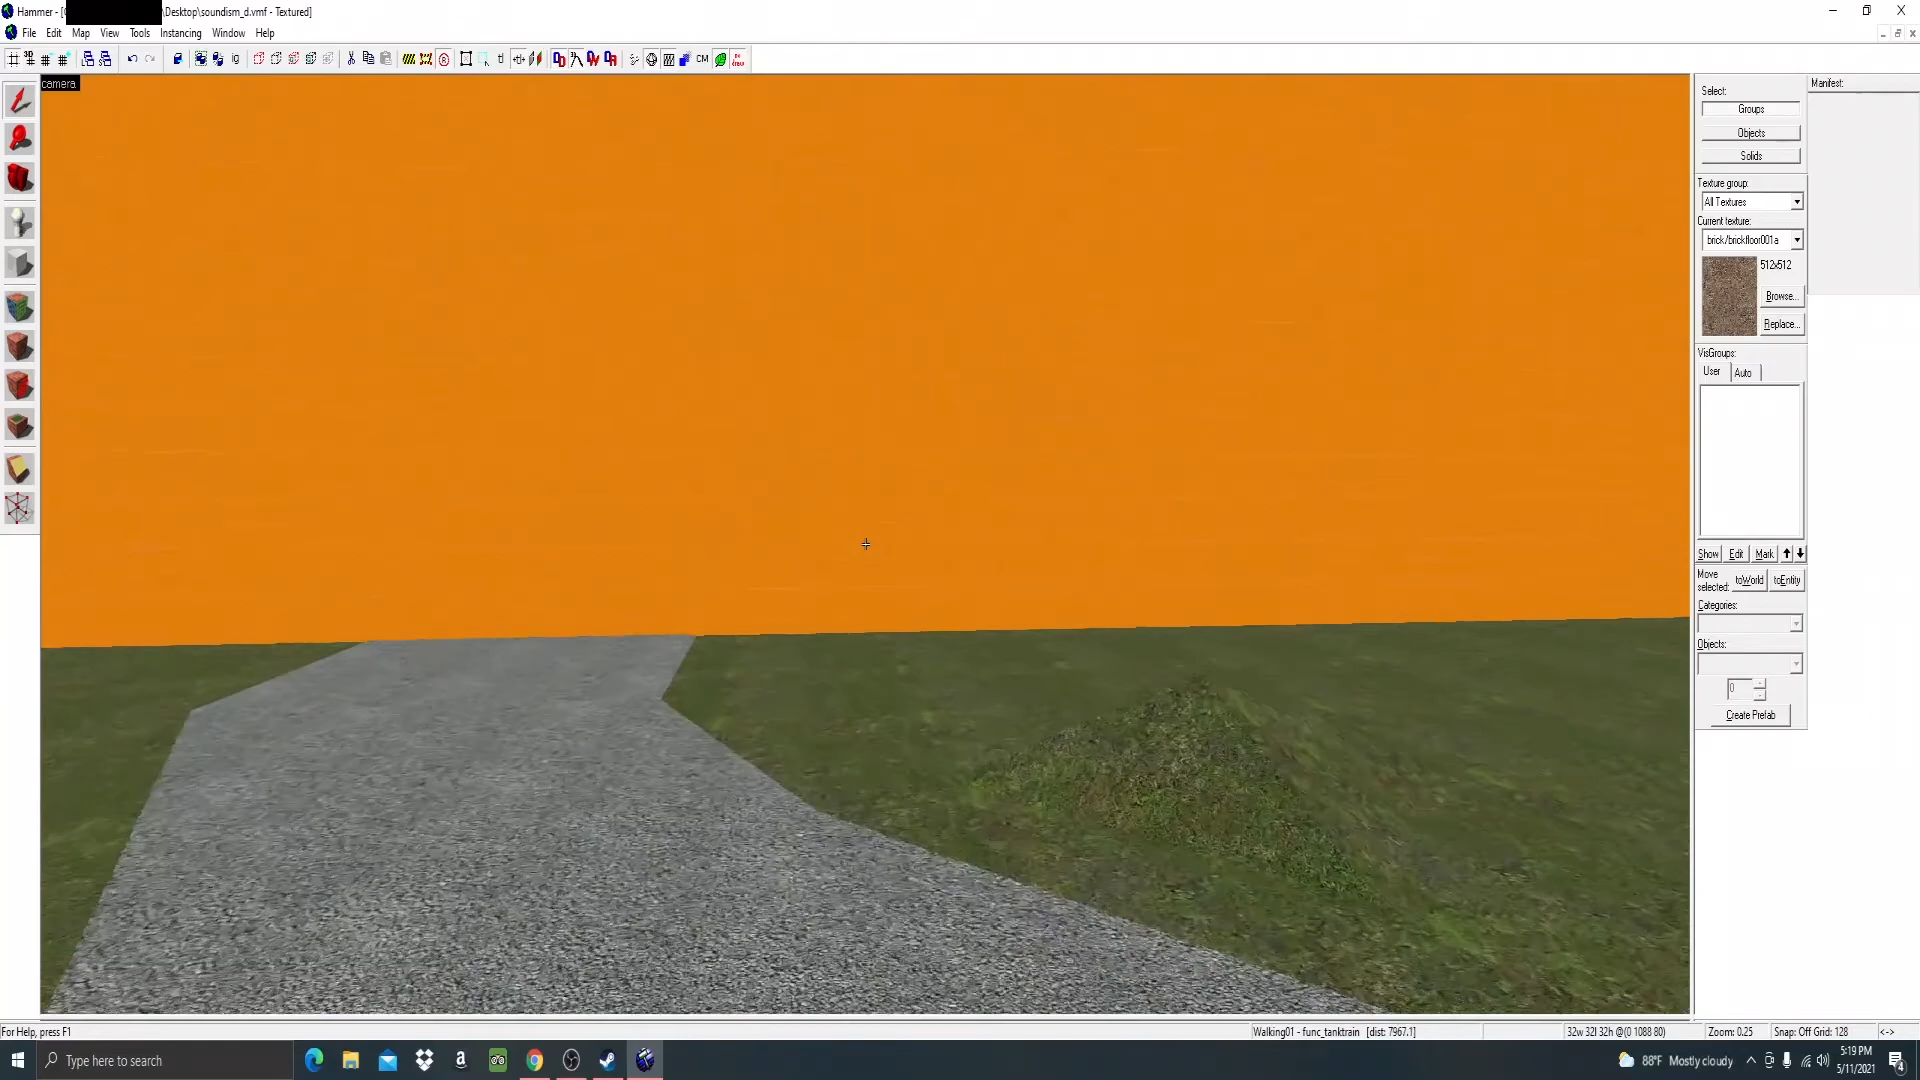 Hammer - [C
\Desktop\soundism_d.vmf - Textured]
File Edit Map View Tools Instancing Window Help
camera
Select:
Groups
Objects
Solids
Texture group:
All Textures
Current texture:
brick/brickfloor001a
512x512
Browse...
Replace...
VisGroups:
User Auto
Show Edit Mark
Move selected: toWorld toEntity
Categories:
Objects:
0
Create Prefab
Manifest:
For Help, press F1
Walking01 - func_tanktrain [dist: 7967.1]
32w 32l 32h @(0 1088 80)
Zoom: 0.25
Snap: Off Grid: 128
<->
Type here to search
88°F Mostly cloudy
5:19 PM
5/11/2021
4